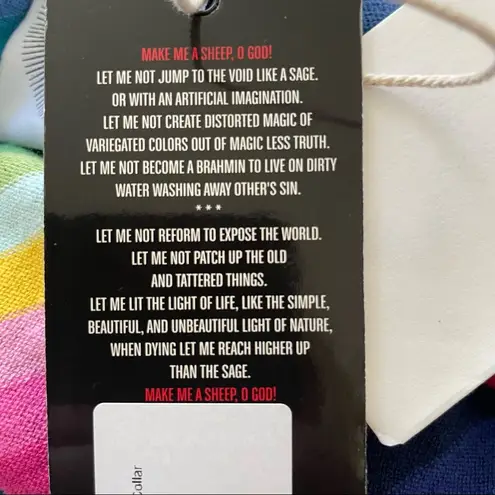 MAKE ME A SHEEP, O GOD!
LET ME NOT JUMP TO THE VOID LIKE A SAGE.
OR WITH AN ARTIFICIAL IMAGINATION.
LET ME NOT CREATE DISTORTED MAGIC OF
VARIEGATED COLORS OUT OF MAGIC LESS TRUTH.
LET ME NOT BECOME A BRAHMIN TO LIVE ON DIRTY
WATER WASHING AWAY OTHER'S SIN.
* * *
LET ME NOT REFORM TO EXPOSE THE WORLD.
LET ME NOT PATCH UP THE OLD
AND TATTERED THINGS.
LET ME LIT THE LIGHT OF LIFE, LIKE THE SIMPLE,
BEAUTIFUL, AND UNBEAUTIFUL LIGHT OF NATURE,
WHEN DYING LET ME REACH HIGHER UP
THAN THE SAGE.
MAKE ME A SHEEP, O GOD!
Collar